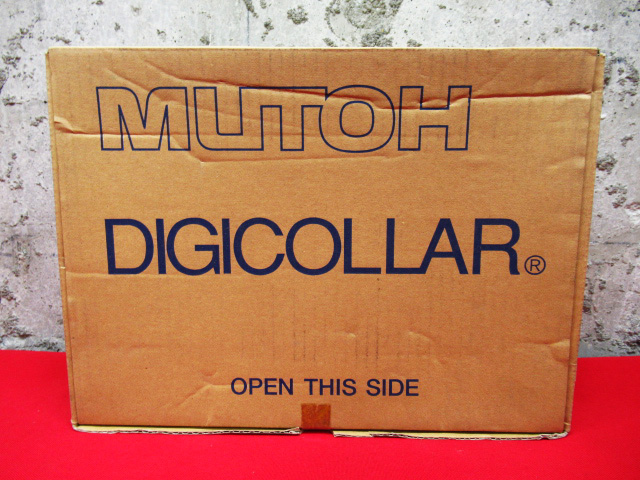 MUTOH
DIGICOLLAR®
OPEN THIS SIDE